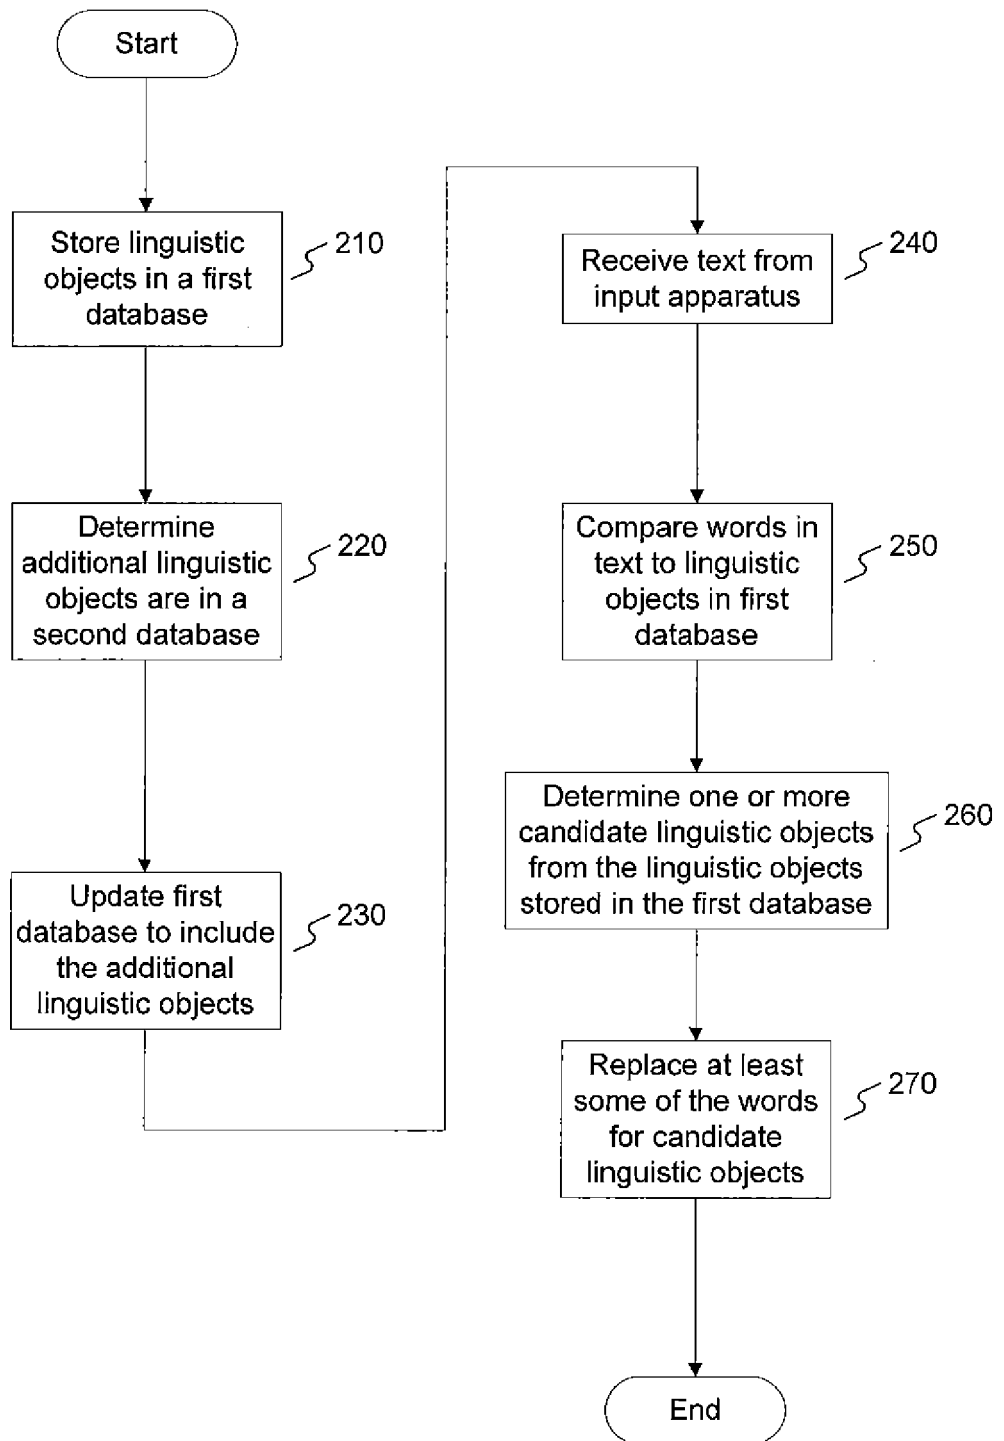 Start
Store linguistic
objects in a first
database
210
Determine
additional linguistic
objects are in a
second database
220
Update first
database to include
the additional
linguistic objects
230
Receive text from
input apparatus
240
Compare words in
text to linguistic
objects in first
database
250
Determine one or more
candidate linguistic objects
from the linguistic objects
stored in the first database
260
Replace at least
some of the words
for candidate
linguistic objects
270
End